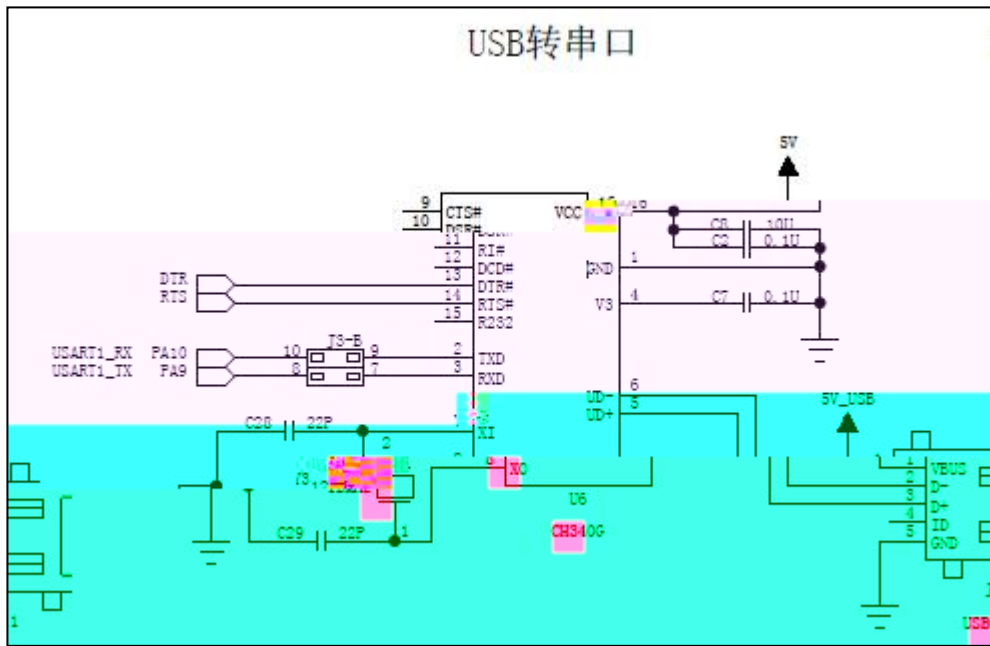 USB转串口
5V
9 CTS# VCC
10 DSR#
C8 10U
11 RI# C2 0.1U
12 DCD# GND 1
13 DTR# DTR
14 RTS# RTS
15 R232 V3 4 C7 0.1U
J3-B
USART1_RX PA10 10 9 2 TXD
USART1_TX PA9 8 7 3 RXD
UD- 6
UD+ 5
5V_USB
C28 22P XI
2
XO
1 VBUS
2 D-
3 D+
4 ID
5 GND
U6
CH340G
C29 22P 1
1
USB